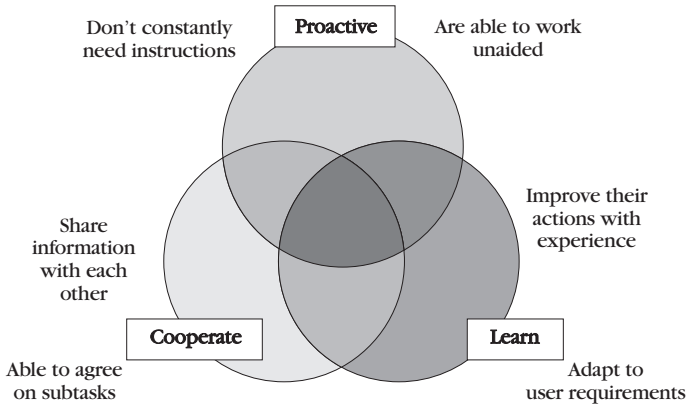 Don’t constantly
need instructions
Proactive
Are able to work
unaided
Share
information
with each
other
Improve their
actions with
experience
Cooperate
Learn
Able to agree
on subtasks
Adapt to
user requirements